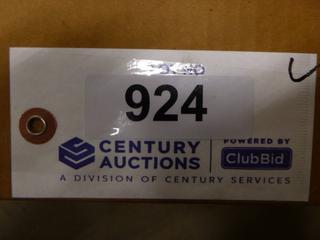 924
CENTURY AUCTIONS
POWERED BY ClubBid
A DIVISION OF CENTURY SERVICES